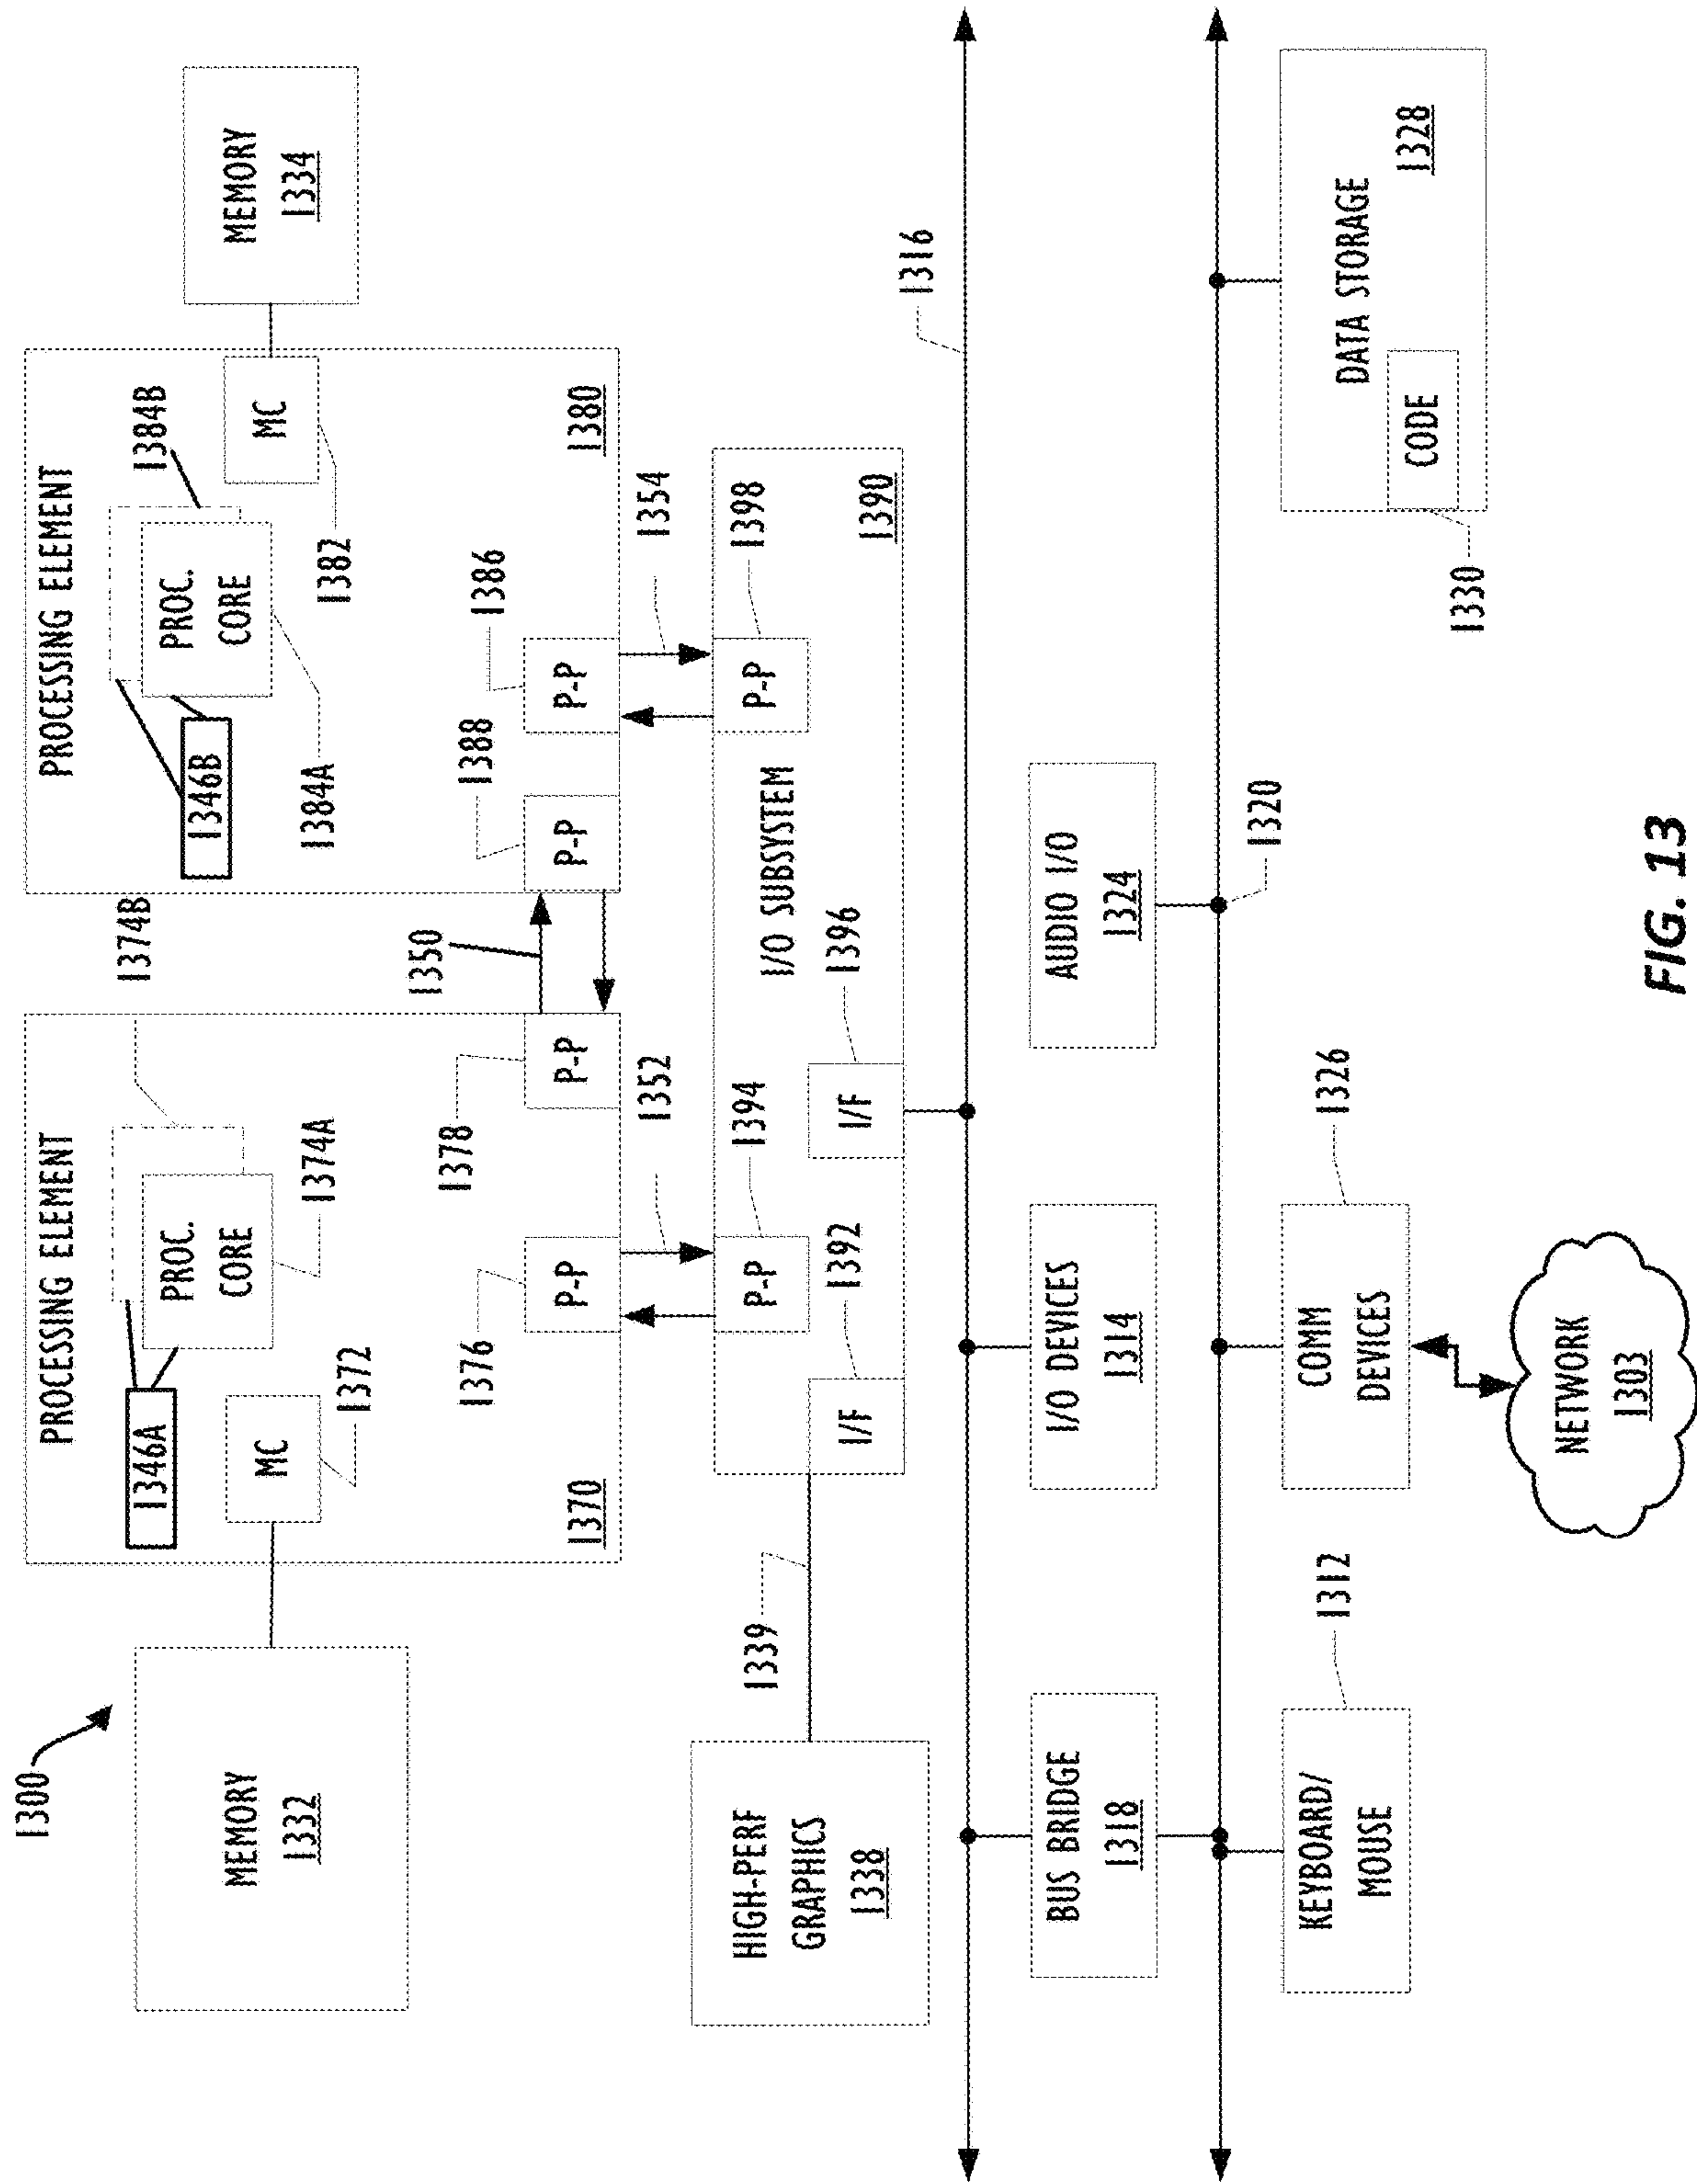 1300
MEMORY
1332
PROCESSING ELEMENT
1346A
PROC.
CORE
1374A
1374B
MC
1372
1376
P-P
1378
P-P
1370
1350
PROCESSING ELEMENT
1346B
PROC.
CORE
1384A
1384B
MC
1382
1388
P-P
1386
P-P
1380
MEMORY
1334
1352
1354
HIGH-PERF
GRAPHICS
1338
1339
I/O SUBSYSTEM
P-P
1394
P-P
1398
I/F
1392
I/F
1396
1390
1316
BUS BRIDGE
1318
I/O DEVICES
1314
AUDIO I/O
1324
1320
KEYBOARD/
MOUSE
1312
COMM
DEVICES
1326
DATA STORAGE
1328
CODE
1330
NETWORK
1303
FIG. 13